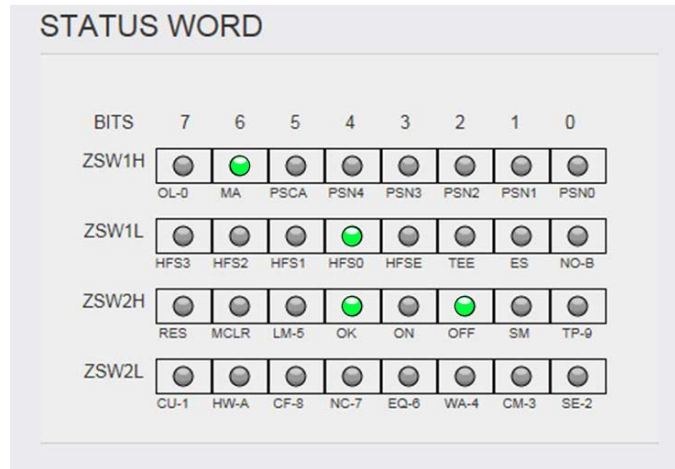 STATUS WORD
BITS 7 6 5 4 3 2 1 0
ZSW1H
OL-0 MA PSCA PSN4 PSN3 PSN2 PSN1 PSN0
ZSW1L
HFS3 HFS2 HFS1 HFS0 HFSE TEE ES NO-B
ZSW2H
RES MCLR LM-5 OK ON OFF SM TP-9
ZSW2L
CU-1 HW-A CF-8 NC-7 EQ-6 WA-4 CM-3 SE-2